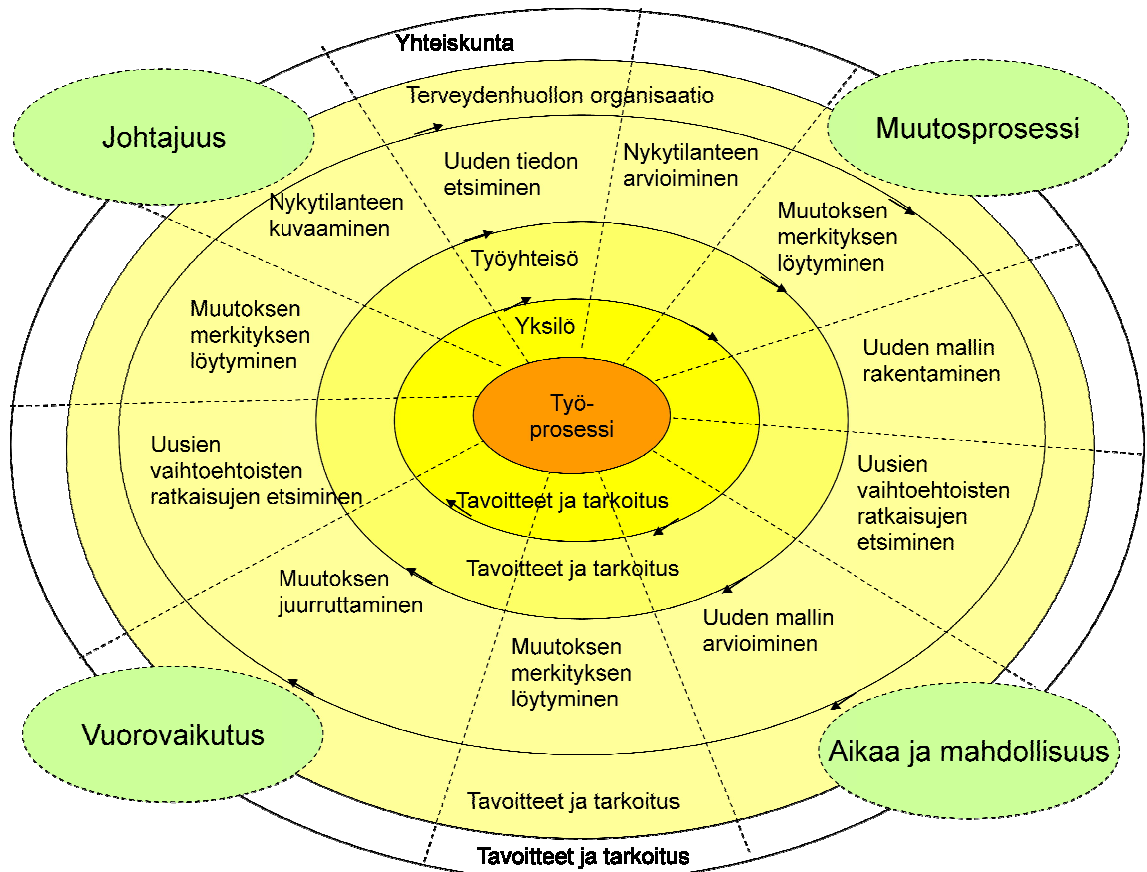 Yhteiskunta
Terveydenhuollon organisaatio
Johtajuus
Muutosprosessi
Uuden tiedon
etsiminen
Nykytilanteen
arvioiminen
Nykytilanteen
kuvaaminen
Muutoksen
merkityksen
löytyminen
Työyhteisö
Muutoksen
merkityksen
löytyminen
Yksilö
Uuden mallin
rakentaminen
Työ-
prosessi
Uusien
vaihtoehtoisten
ratkaisujen etsiminen
Uusien
vaihtoehtoisten
ratkaisujen
etsiminen
Tavoitteet ja tarkoitus
Tavoitteet ja tarkoitus
Muutoksen
juurruttaminen
Uuden mallin
arvioiminen
Muutoksen
merkityksen
löytyminen
Vuorovaikutus
Aikaa ja mahdollisuus
Tavoitteet ja tarkoitus
Tavoitteet ja tarkoitus